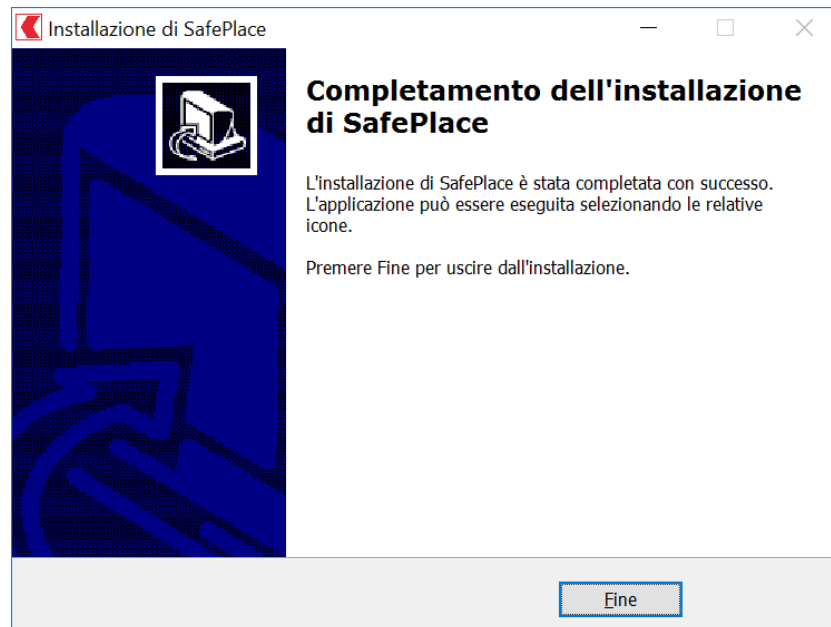 Installazione di SafePlace
Completamento dell'installazione
di SafePlace
L'installazione di SafePlace è stata completata con successo.
L'applicazione può essere eseguita selezionando le relative
icone.
Premere Fine per uscire dall'installazione.
Fine